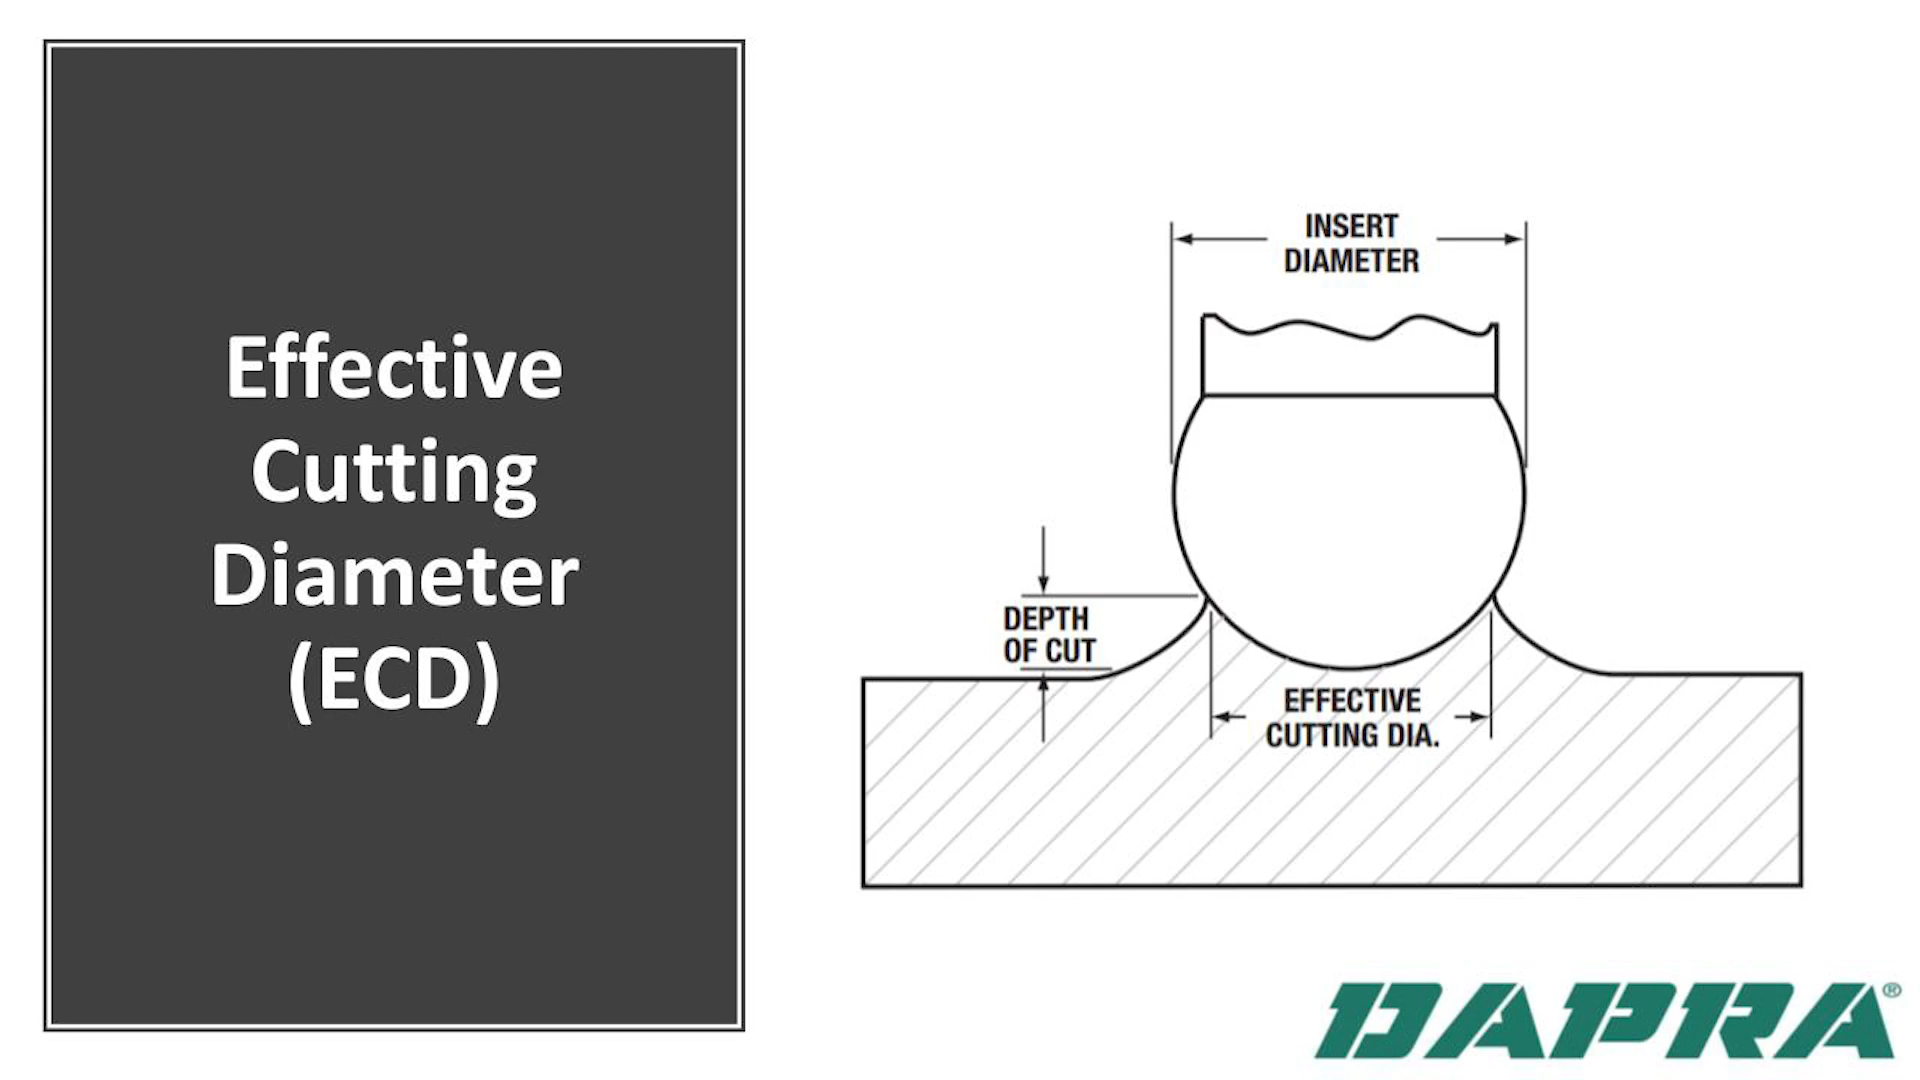 Effective
Cutting
Diameter
(ECD)
INSERT
DIAMETER
DEPTH
OF CUT
EFFECTIVE
CUTTING DIA.
DAPRA®